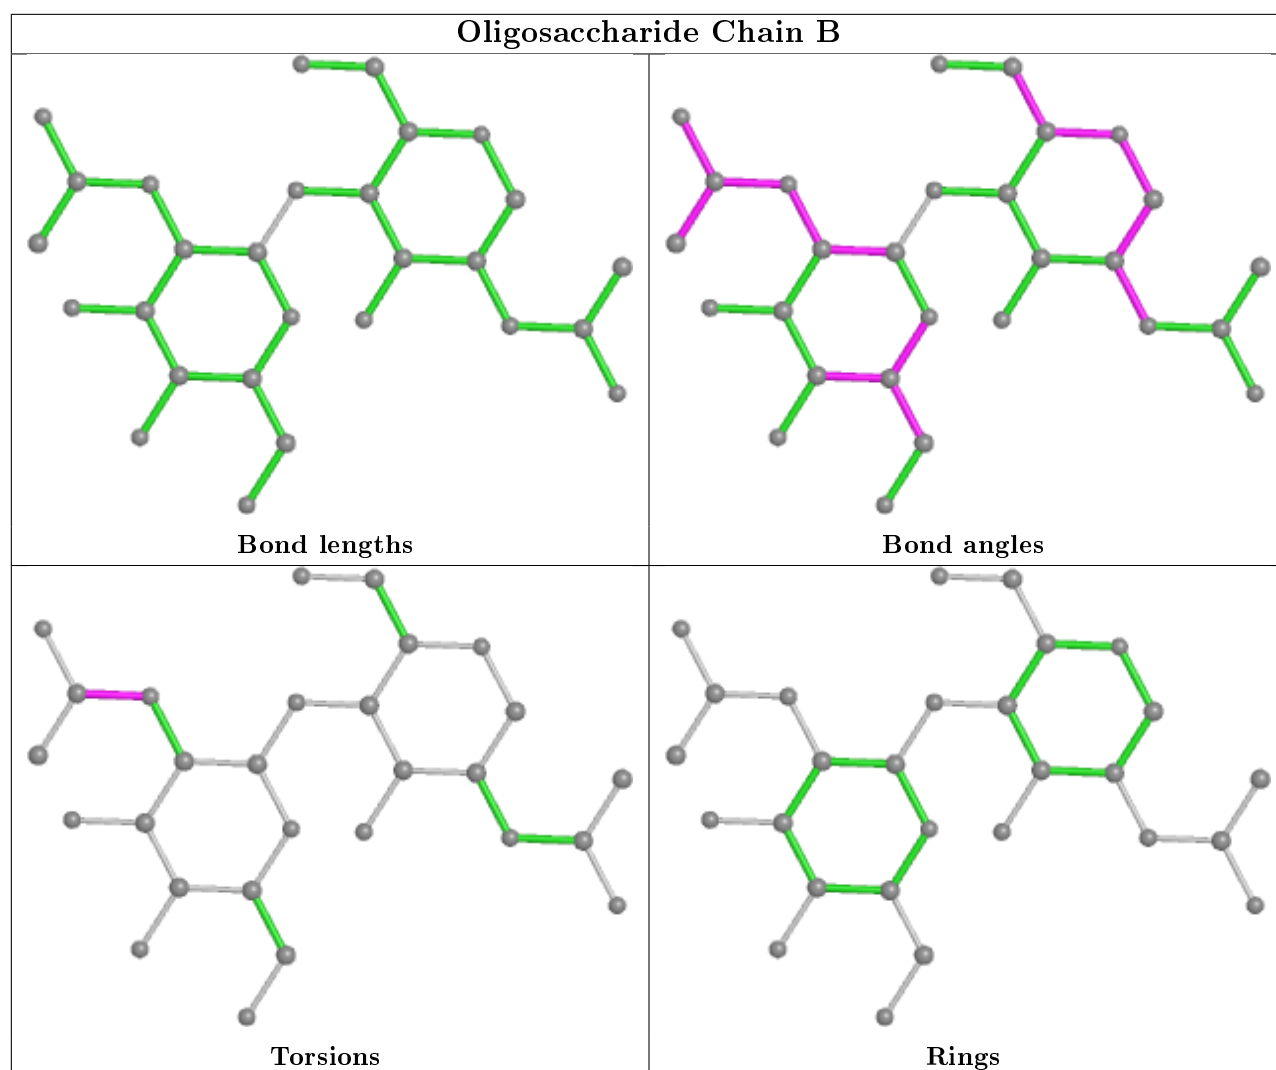 Oligosaccharide Chain B
Bond lengths
Bond angles
Torsions
Rings